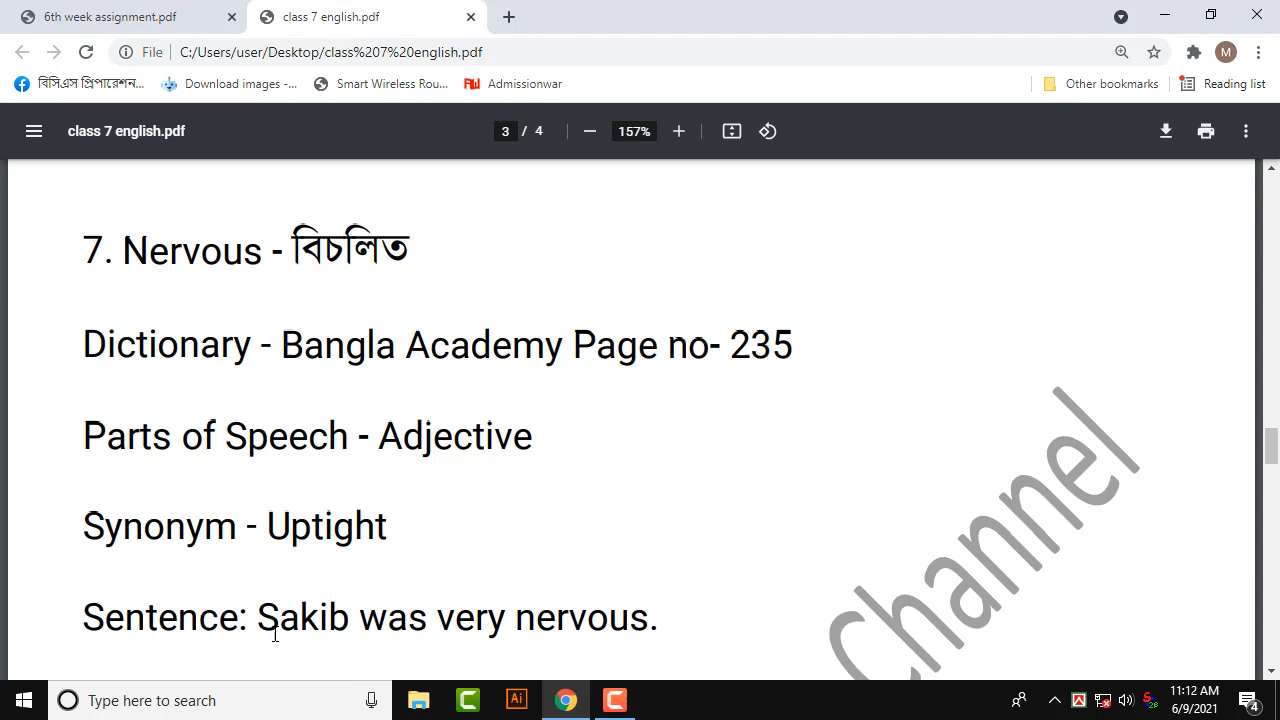 6th week assignment.pdf
class 7 english.pdf
File C:/Users/user/Desktop/class%207%20english.pdf
M
বিসিএস প্রিপারেশন... Download images -... Smart Wireless Rou... Admissionwar Other bookmarks Reading list
class 7 english.pdf 3 / 4 157%
7. Nervous - বিচলিত
Dictionary - Bangla Academy Page no- 235
Parts of Speech - Adjective
Synonym - Uptight
Sentence: Sakib was very nervous.
Channel
Type here to search
Ai
11:12 AM
6/9/2021
4